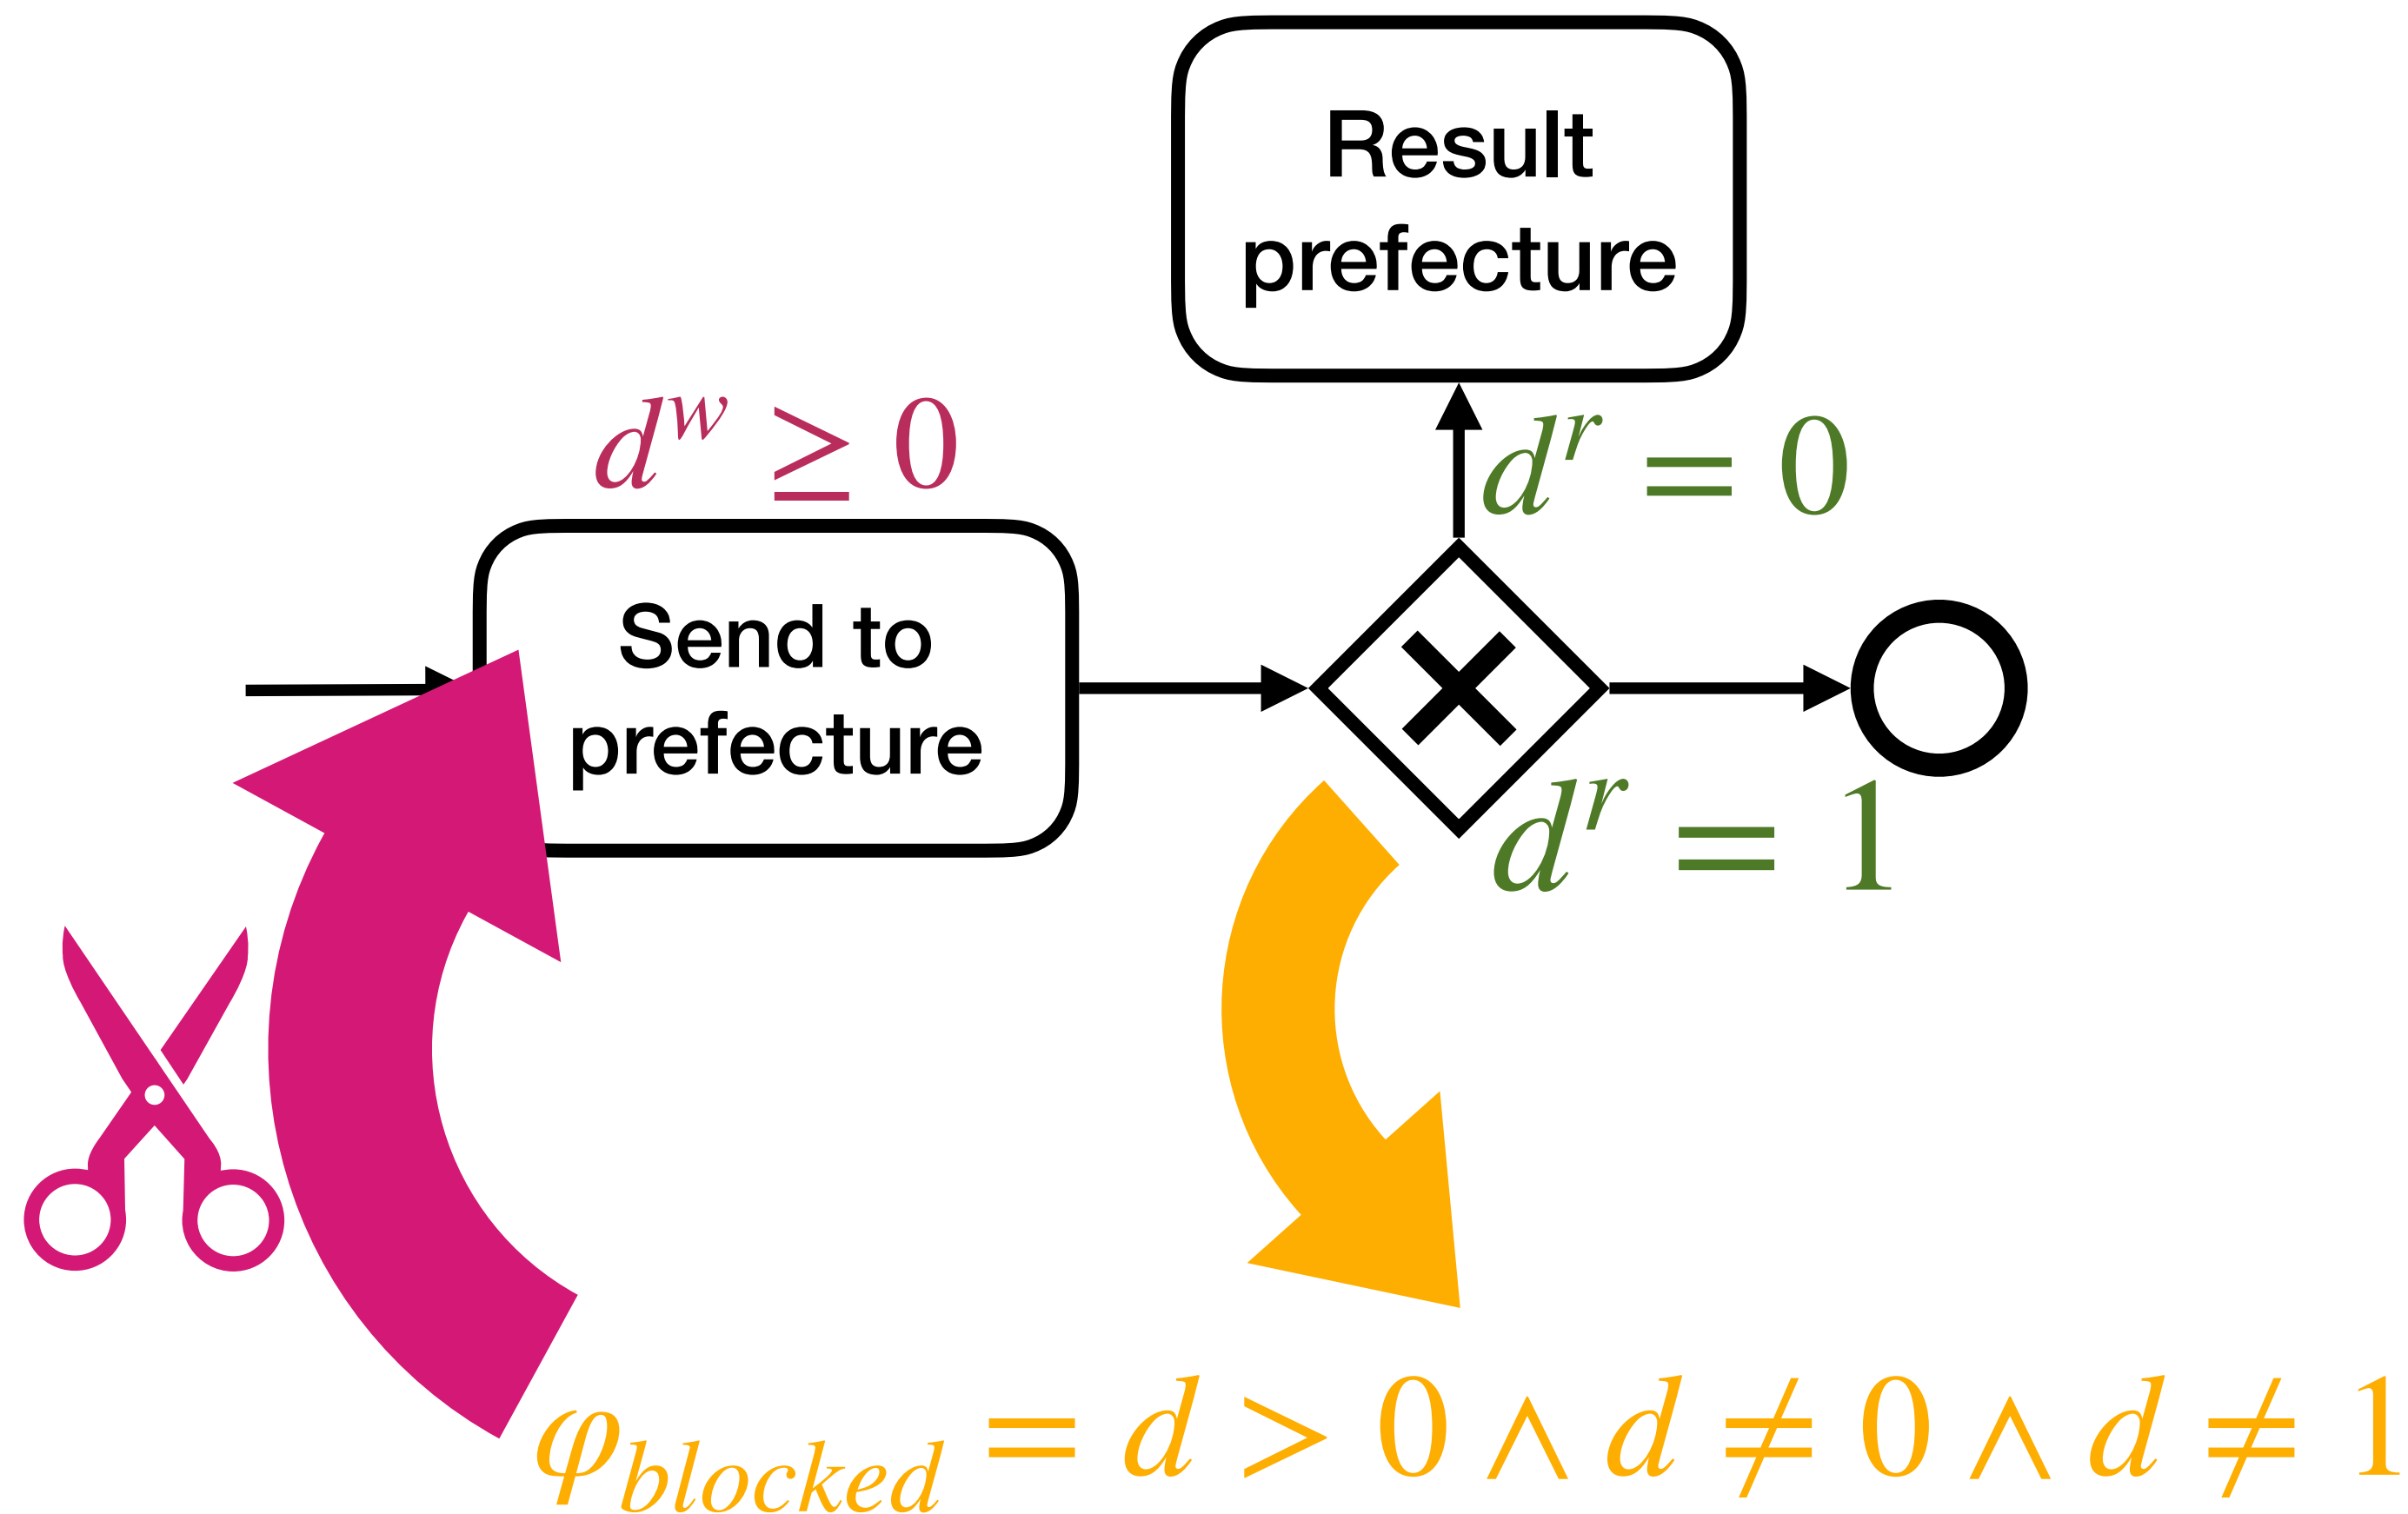 Result
prefecture
d^w ≥ 0
d^r = 0
Send to
prefecture
d^r = 1
φ_blocked = d > 0 ∧ d ≠ 0 ∧ d ≠ 1